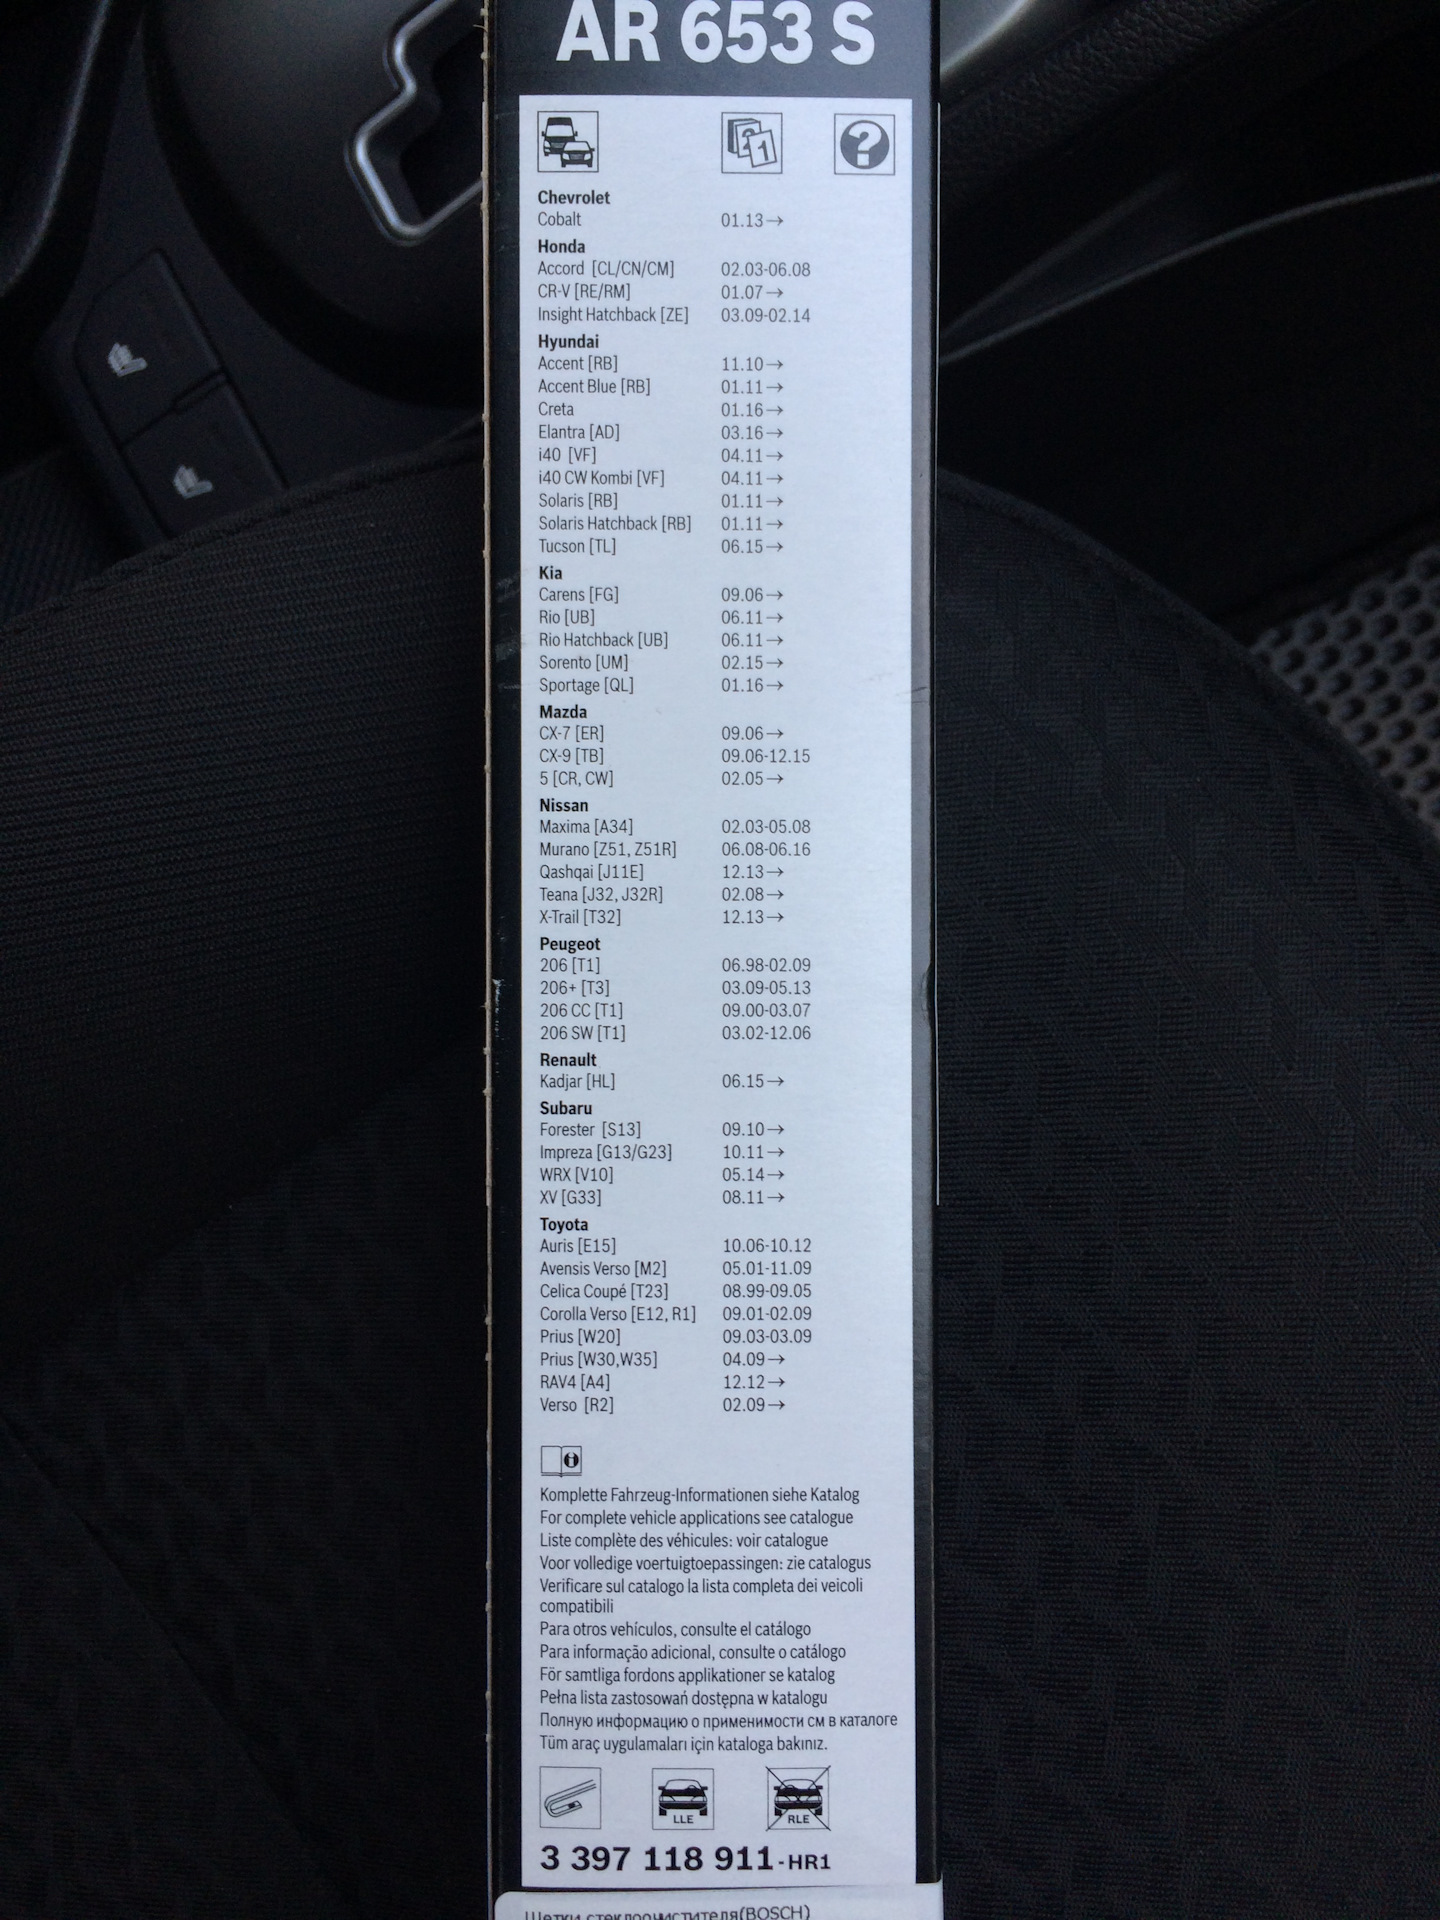 AR 653 S
21
?
Chevrolet
Cobalt 01.13→
Honda
Accord [CL/CN/CM] 02.03-06.08
CR-V [RE/RM] 01.07→
Insight Hatchback [ZE] 03.09-02.14
Hyundai
Accent [RB] 11.10→
Accent Blue [RB] 01.11→
Creta 01.16→
Elantra [AD] 03.16→
i40 [VF] 04.11→
i40 CW Kombi [VF] 04.11→
Solaris [RB] 01.11→
Solaris Hatchback [RB] 01.11→
Tucson [TL] 06.15→
Kia
Carens [FG] 09.06→
Rio [UB] 06.11→
Rio Hatchback [UB] 06.11→
Sorento [UM] 02.15→
Sportage [QL] 01.16→
Mazda
CX-7 [ER] 09.06→
CX-9 [TB] 09.06-12.15
5 [CR, CW] 02.05→
Nissan
Maxima [A34] 02.03-05.08
Murano [Z51, Z51R] 06.08-06.16
Qashqai [J11E] 12.13→
Teana [J32, J32R] 02.08→
X-Trail [T32] 12.13→
Peugeot
206 [T1] 06.98-02.09
206+ [T3] 03.09-05.13
206 CC [T1] 09.00-03.07
206 SW [T1] 03.02-12.06
Renault
Kadjar [HL] 06.15→
Subaru
Forester [S13] 09.10→
Impreza [G13/G23] 10.11→
WRX [V10] 05.14→
XV [G33] 08.11→
Toyota
Auris [E15] 10.06-10.12
Avensis Verso [M2] 05.01-11.09
Celica Coupé [T23] 08.99-09.05
Corolla Verso [E12, R1] 09.01-02.09
Prius [W20] 09.03-03.09
Prius [W30,W35] 04.09→
RAV4 [A4] 12.12→
Verso [R2] 02.09→
i
Komplette Fahrzeug-Informationen siehe Katalog
For complete vehicle applications see catalogue
Liste complète des véhicules: voir catalogue
Voor volledige voertuigtoepassingen: zie catalogus
Verificare sul catalogo la lista completa dei veicoli
compatibili
Para otros vehículos, consulte el catálogo
Para informação adicional, consulte o catálogo
För samtliga fordons applikationer se katalog
Pełna lista zastosowań dostępna w katalogu
Полную информацию о применимости см в каталоге
Tüm araç uygulamaları için kataloga bakınız.
LLE RLE
3 397 118 911-HR1
Щетки стеклоочистителя(BOSCH)